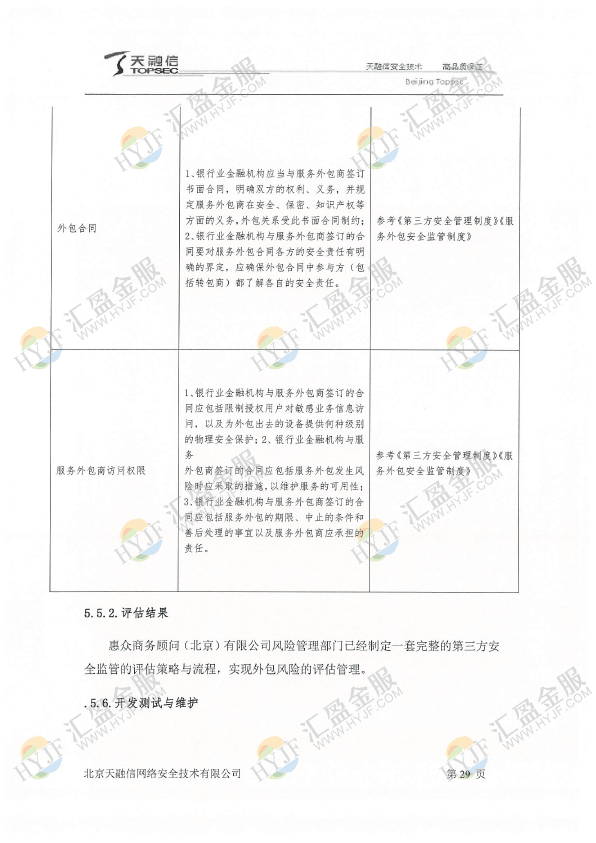 天融信
TOPSEC
天融信安全技术 高品质保证
Beijing Topsec
外包合同
1、银行业金融机构应当与服务外包商签订
书面合同，明确双方的权利、义务，并规
定服务外包商在安全、保密、知识产权等
方面的义务，外包关系受此书面合同制约；
2、银行业金融机构与服务外包商签订的合
同要对服务外包合同各方的安全责任有明
确的界定，应确保外包合同中参与方（包
括转包商）都了解各自的安全责任。
参考《第三方安全管理制度》《服
务外包安全监管制度》
服务外包商访问权限
1、银行业金融机构与服务外包商签订的合
同应包括限制授权用户对敏感业务信息访
问，以及为外包出去的设备提供何种级别
的物理安全保护；2、银行业金融机构与服
务
外包商签订的合同应包括服务外包发生风
险时应采取的措施，以维护服务的可用性；
3、银行业金融机构与服务外包商签订的合
同应包括服务外包的期限、中止的条件和
善后处理的事宜以及服务外包商应承担的
责任。
参考《第三方安全管理制度》《服
务外包安全监管制度》
5.5.2.评估结果
惠众商务顾问（北京）有限公司风险管理部门已经制定一套完整的第三方安
全监管的评估策略与流程，实现外包风险的评估管理。
.5.6.开发测试与维护
北京天融信网络安全技术有限公司 第 29 页
HYJF 汇盈金服
WWW.HYJF.COM